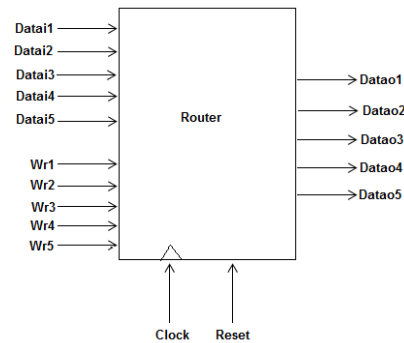 Datai1
Datai2
Datai3
Datai4
Datai5
Wr1
Wr2
Wr3
Wr4
Wr5
Router
Datao1
Datao2
Datao3
Datao4
Datao5
Clock
Reset